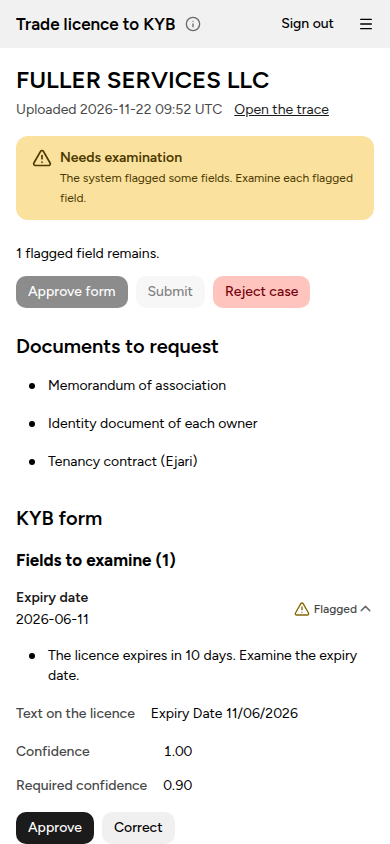 Trade licence to KYB
Sign out
FULLER SERVICES LLC
Uploaded 2026-11-22 09:52 UTC Open the trace
Needs examination
The system flagged some fields. Examine each flagged
field.
1 flagged field remains.
Approve form Submit Reject case
Documents to request
Memorandum of association
Identity document of each owner
Tenancy contract (Ejari)
KYB form
Fields to examine (1)
Expiry date
2026-06-11
Flagged
The licence expires in 10 days. Examine the expiry
date.
Text on the licence Expiry Date 11/06/2026
Confidence 1.00
Required confidence 0.90
Approve Correct